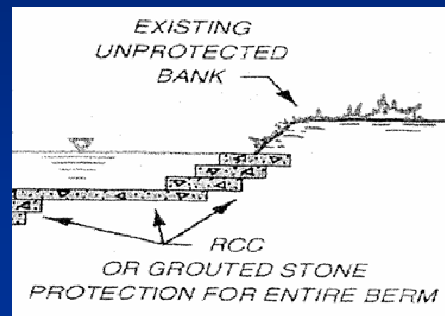 EXISTING
UNPROTECTED
BANK
RCC
OR GROUTED STONE
PROTECTION FOR ENTIRE BERM